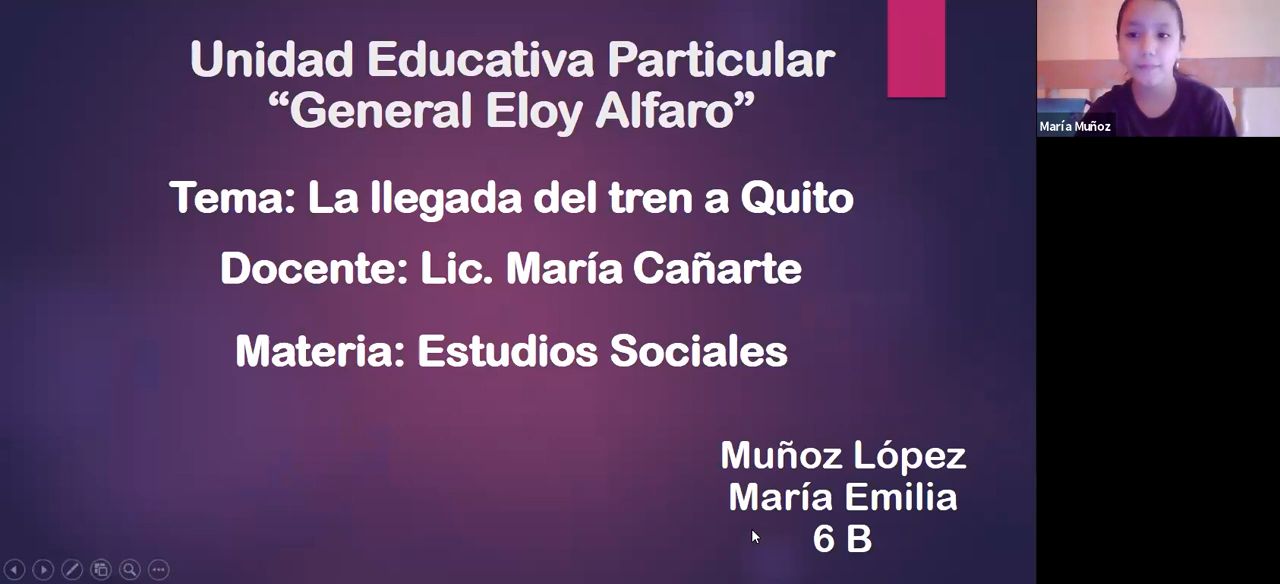 Unidad Educativa Particular
“General Eloy Alfaro”
Tema: La llegada del tren a Quito
Docente: Lic. María Cañarte
Materia: Estudios Sociales
Muñoz López
María Emilia
6 B
María Muñoz